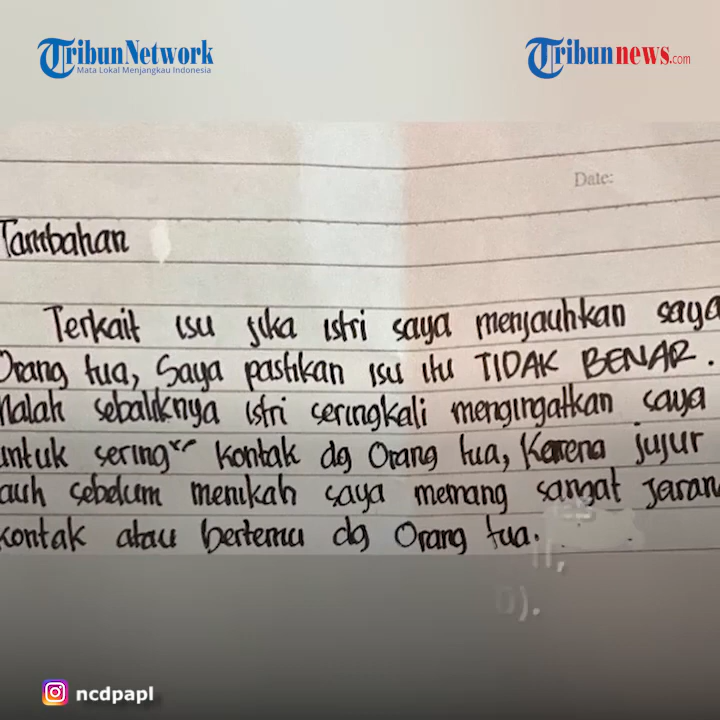 TribunNetwork
Mata Lokal Menjangkau Indonesia
Tribunnews.com
Date:
Tambahan
Terkait isu jika istri saya menjauhkan saya
Orang tua, Saya pastikan isu itu TIDAK BENAR.
Malah sebaliknya istri seringkali mengingatkan saya
untuk sering" kontak dg Orang tua, Karena jujur
jauh sebelum menikah saya memang sangat jarang
kontak atau bertemu dg Orang tua.
ncdpapl